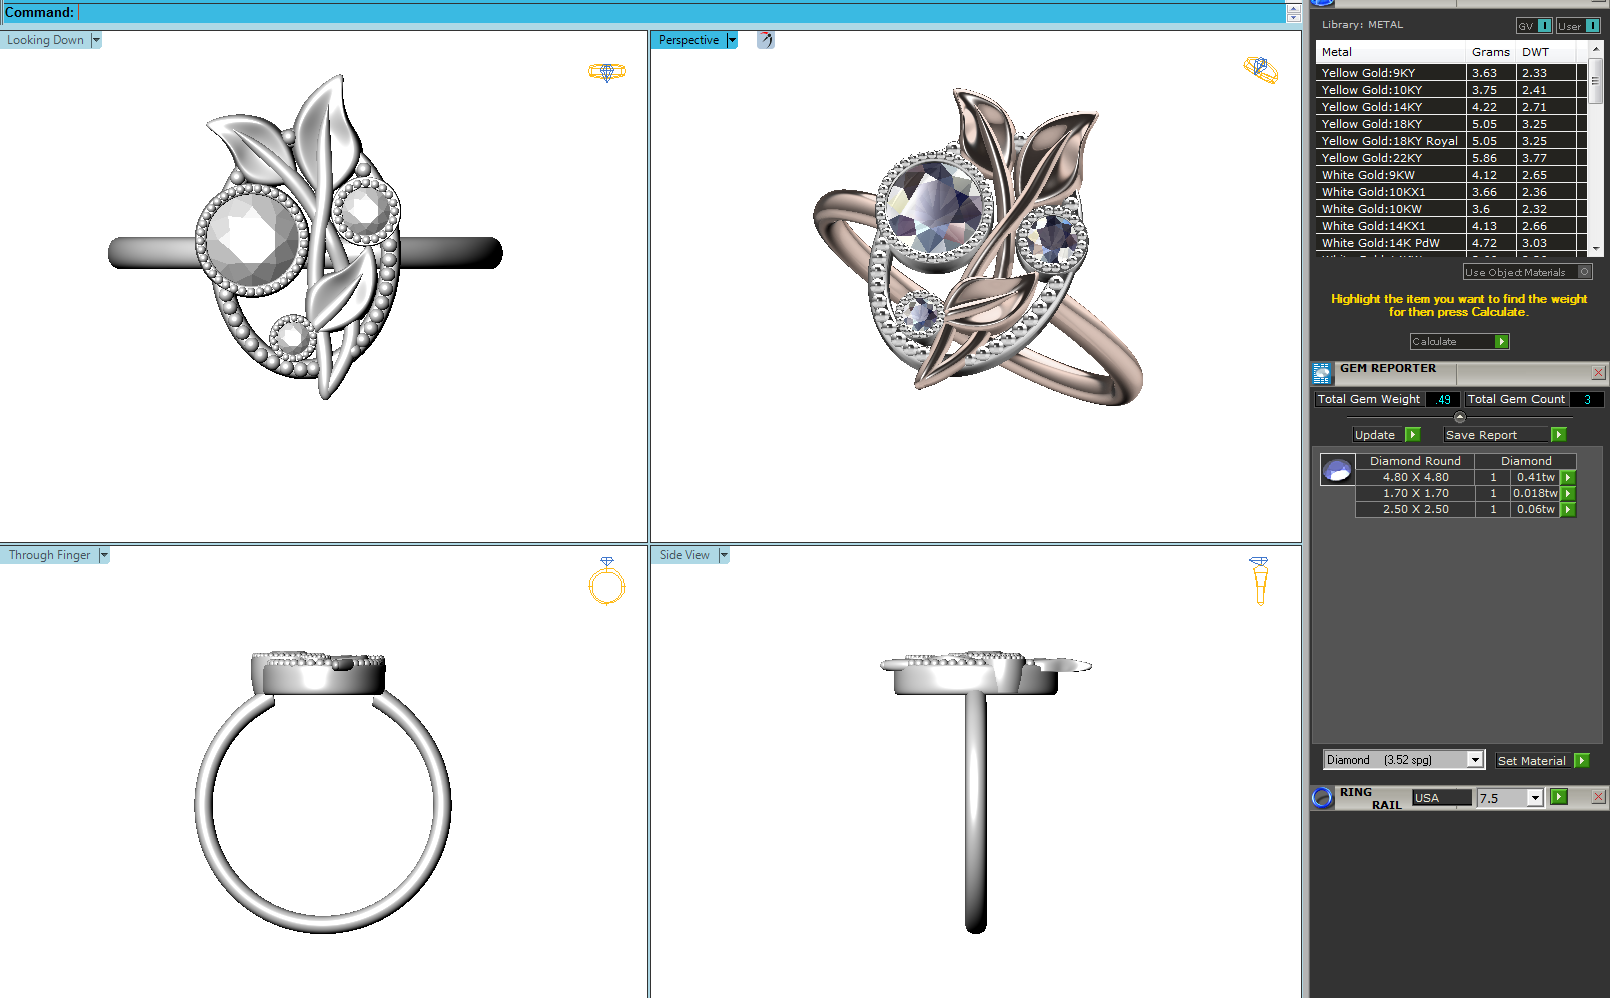 Command:
Looking Down
Perspective
Through Finger
Side View
Library: METAL
GV I User I
Metal Grams DWT
Yellow Gold:9KY 3.63 2.33
Yellow Gold:10KY 3.75 2.41
Yellow Gold:14KY 4.22 2.71
Yellow Gold:18KY 5.05 3.25
Yellow Gold:18KY Royal 5.05 3.25
Yellow Gold:22KY 5.86 3.77
White Gold:9KW 4.12 2.65
White Gold:10KX1 3.66 2.36
White Gold:10KW 3.6 2.32
White Gold:14KX1 4.13 2.66
White Gold:14K PdW 4.72 3.03
Use Object Materials
Highlight the item you want to find the weight
for then press Calculate.
Calculate
GEM REPORTER
Total Gem Weight .49 Total Gem Count 3
Update Save Report
Diamond Round Diamond
4.80 X 4.80 1 0.41tw
1.70 X 1.70 1 0.018tw
2.50 X 2.50 1 0.06tw
Diamond (3.52 spg) Set Material
RING
RAIL USA 7.5